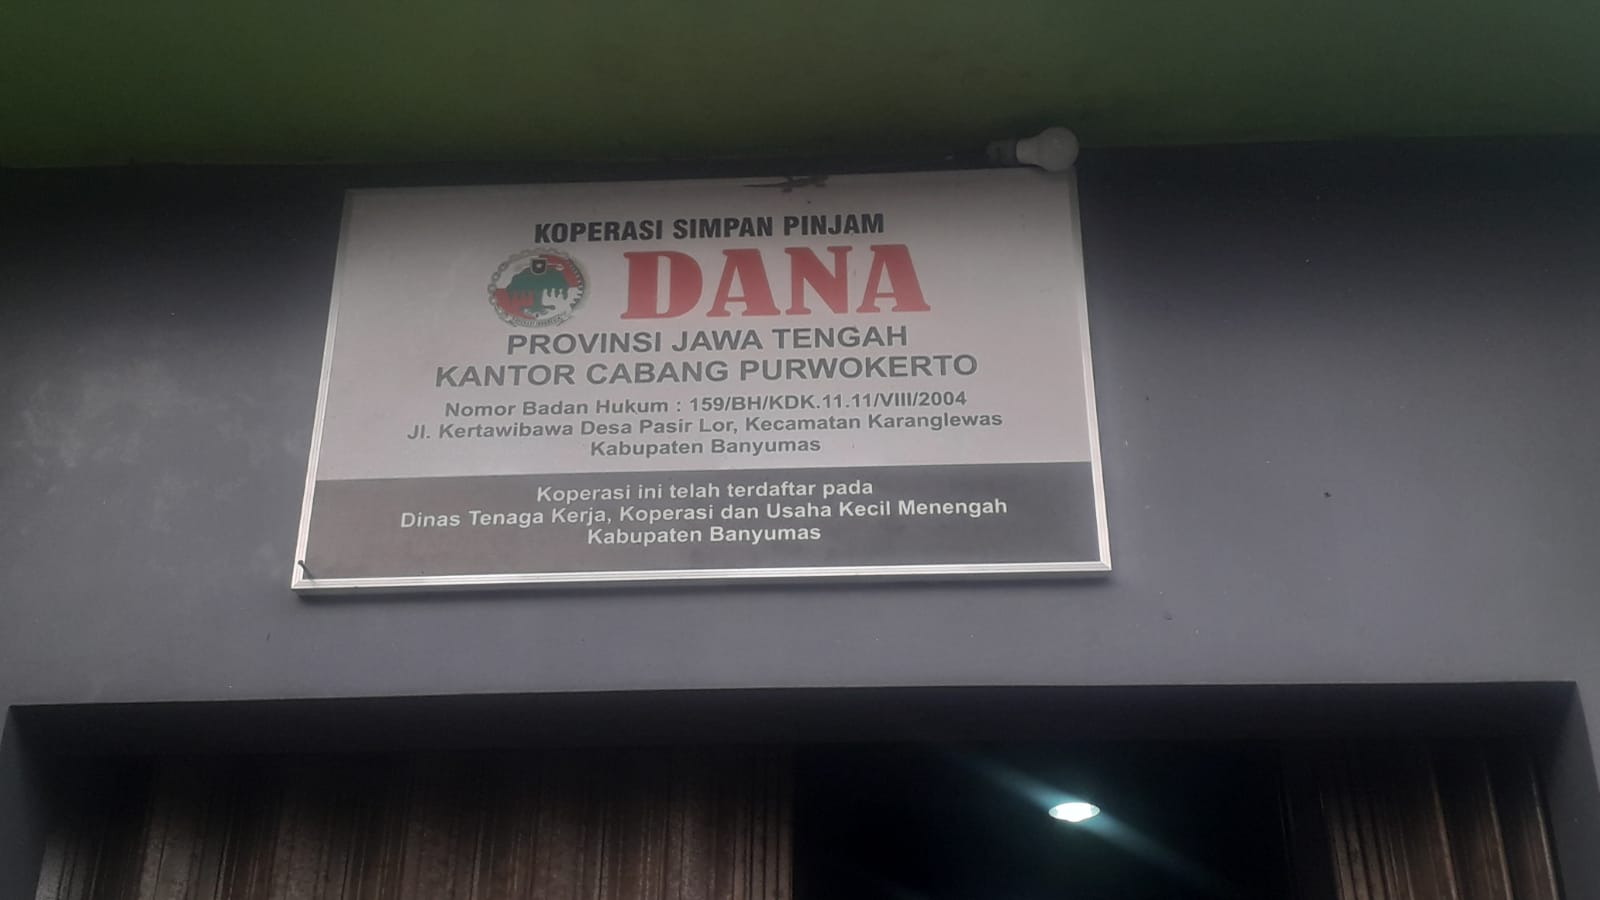 KOPERASI SIMPAN PINJAM
DANA
PROVINSI JAWA TENGAH
KANTOR CABANG PURWOKERTO
Nomor Badan Hukum : 159/BH/KDK.11.11/VIII/2004
Jl. Kertawibawa Desa Pasir Lor, Kecamatan Karanglewas
Kabupaten Banyumas
Koperasi ini telah terdaftar pada
Dinas Tenaga Kerja, Koperasi dan Usaha Kecil Menengah
Kabupaten Banyumas